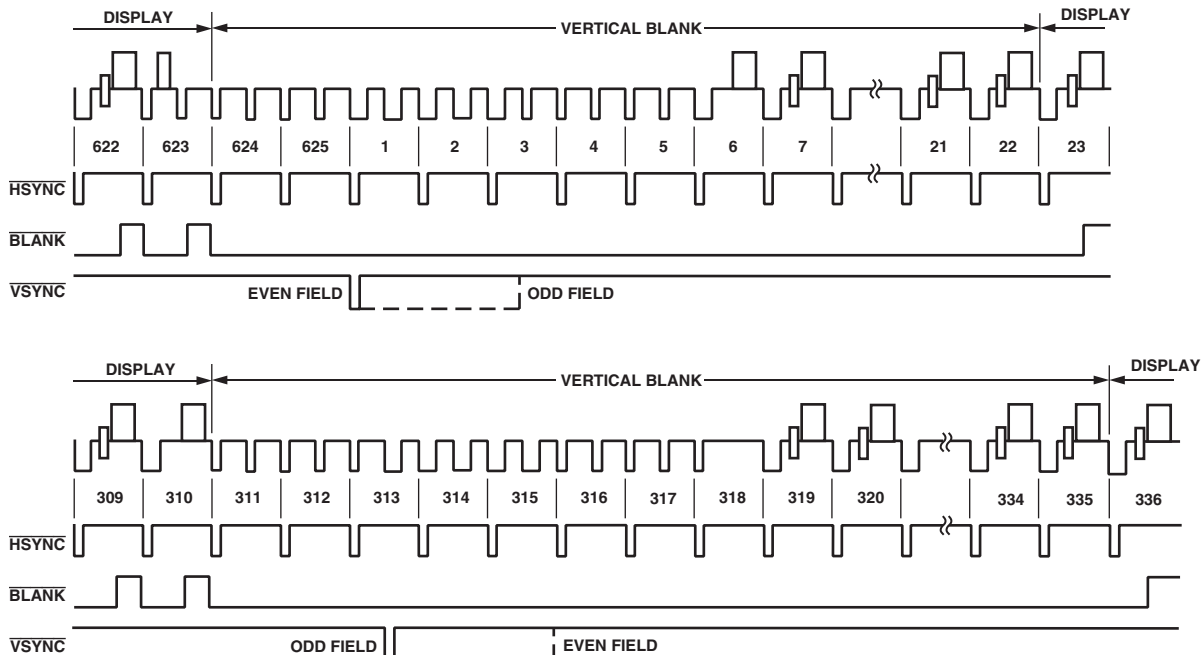 DISPLAY VERTICAL BLANK DISPLAY
622 623 624 625 1 2 3 4 5 6 7 21 22 23
HSYNC
BLANK
VSYNC EVEN FIELD ODD FIELD
DISPLAY VERTICAL BLANK DISPLAY
309 310 311 312 313 314 315 316 317 318 319 320 334 335 336
HSYNC
BLANK
VSYNC ODD FIELD EVEN FIELD